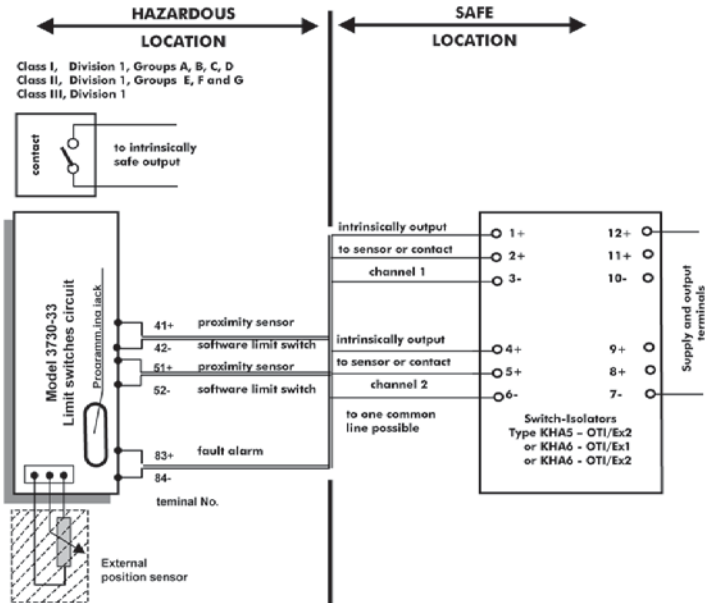 HAZARDOUS
LOCATION
SAFE
LOCATION
Class I, Division 1, Groups A, B, C, D
Class II, Division 1, Groups E, F and G
Class III, Division 1
contact
to intrinsically
safe output
Model 3730-33
Limit switches circuit
Programm.ing jack
41+ proximity sensor
42- software limit switch
51+ proximity sensor
52- software limit switch
83+ fault alarm
84-
teminal No.
External
position sensor
intrinsically output
to sensor or contact
channel 1
intrinsically output
to sensor or contact
channel 2
to one common
line possible
1+ 12+
2+ 11+
3- 10-
4+ 9+
5+ 8+
6- 7-
Switch-Isolators
Type KHA5 – OTI/Ex2
or KHA6 - OTI/Ex1
or KHA6 - OTI/Ex2
Supply and output
terminals